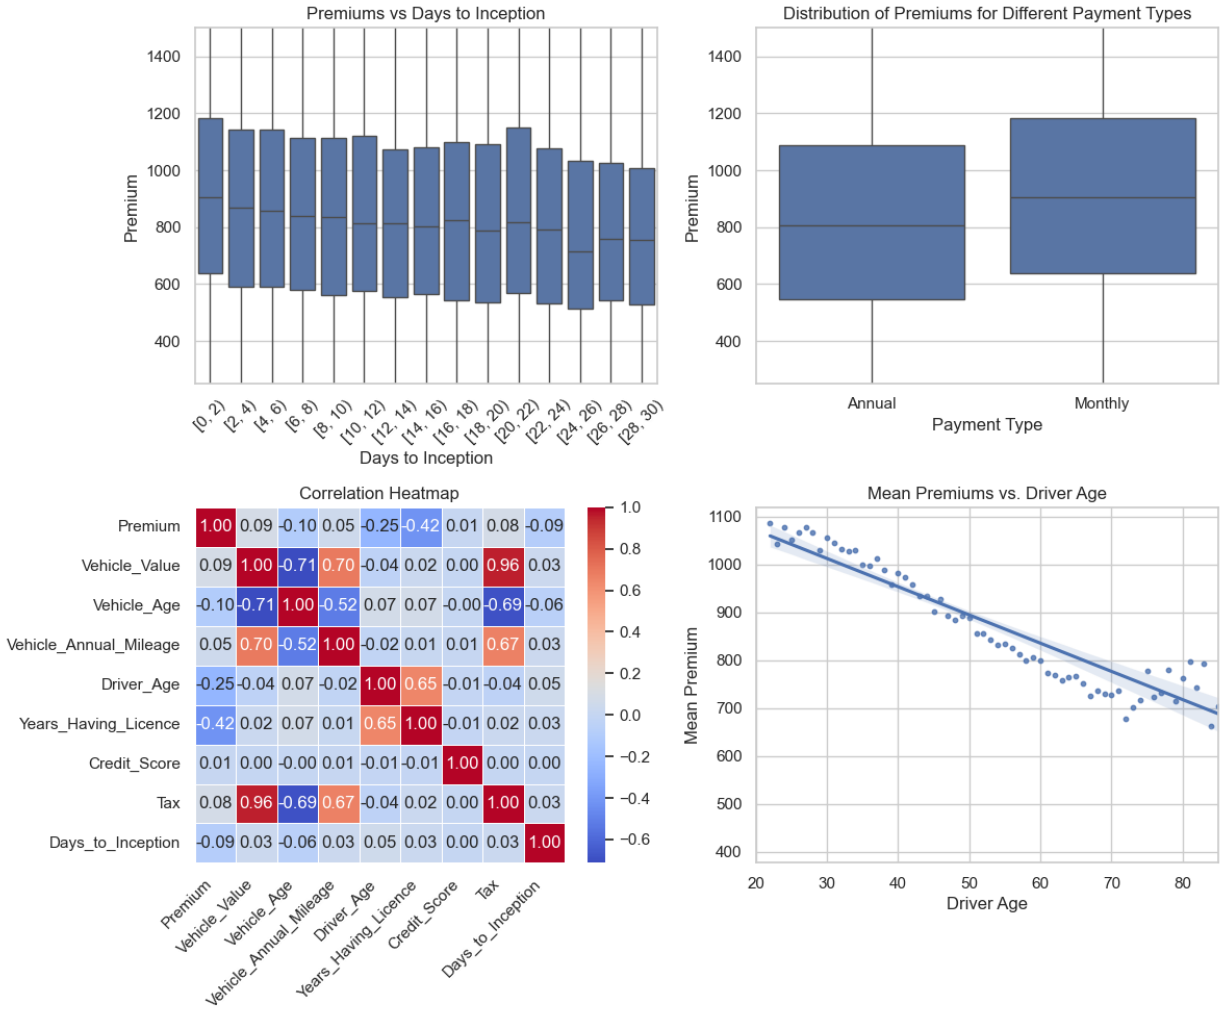 Premiums vs Days to Inception
1400
1200
1000
800
600
400
Premium
[0, 2)
[2, 4)
[4, 6)
[6, 8)
[8, 10)
[10, 12)
[12, 14)
[14, 16)
[16, 18)
[18, 20)
[20, 22)
[22, 24)
[24, 26)
[26, 28)
[28, 30)
Days to Inception
Distribution of Premiums for Different Payment Types
1400
1200
1000
800
600
400
Premium
Annual
Monthly
Payment Type
Correlation Heatmap
Premium 1.00 0.09 -0.10 0.05 -0.25 -0.42 0.01 0.08 -0.09
Vehicle_Value 0.09 1.00 -0.71 0.70 -0.04 0.02 0.00 0.96 0.03
Vehicle_Age -0.10 -0.71 1.00 -0.52 0.07 0.07 -0.00 -0.69 -0.06
Vehicle_Annual_Mileage 0.05 0.70 -0.52 1.00 -0.02 0.01 0.01 0.67 0.03
Driver_Age -0.25 -0.04 0.07 -0.02 1.00 0.65 -0.01 -0.04 0.05
Years_Having_Licence -0.42 0.02 0.07 0.01 0.65 1.00 -0.01 0.02 0.03
Credit_Score 0.01 0.00 -0.00 0.01 -0.01 -0.01 1.00 0.00 0.00
Tax 0.08 0.96 -0.69 0.67 -0.04 0.02 0.00 1.00 0.03
Days_to_Inception -0.09 0.03 -0.06 0.03 0.05 0.03 0.00 0.03 1.00
Premium
Vehicle_Value
Vehicle_Age
Vehicle_Annual_Mileage
Driver_Age
Years_Having_Licence
Credit_Score
Tax
Days_to_Inception
1.0
0.8
0.6
0.4
0.2
0.0
−0.2
−0.4
−0.6
Mean Premiums vs. Driver Age
1100
1000
900
800
700
600
500
400
Mean Premium
20 30 40 50 60 70 80
Driver Age